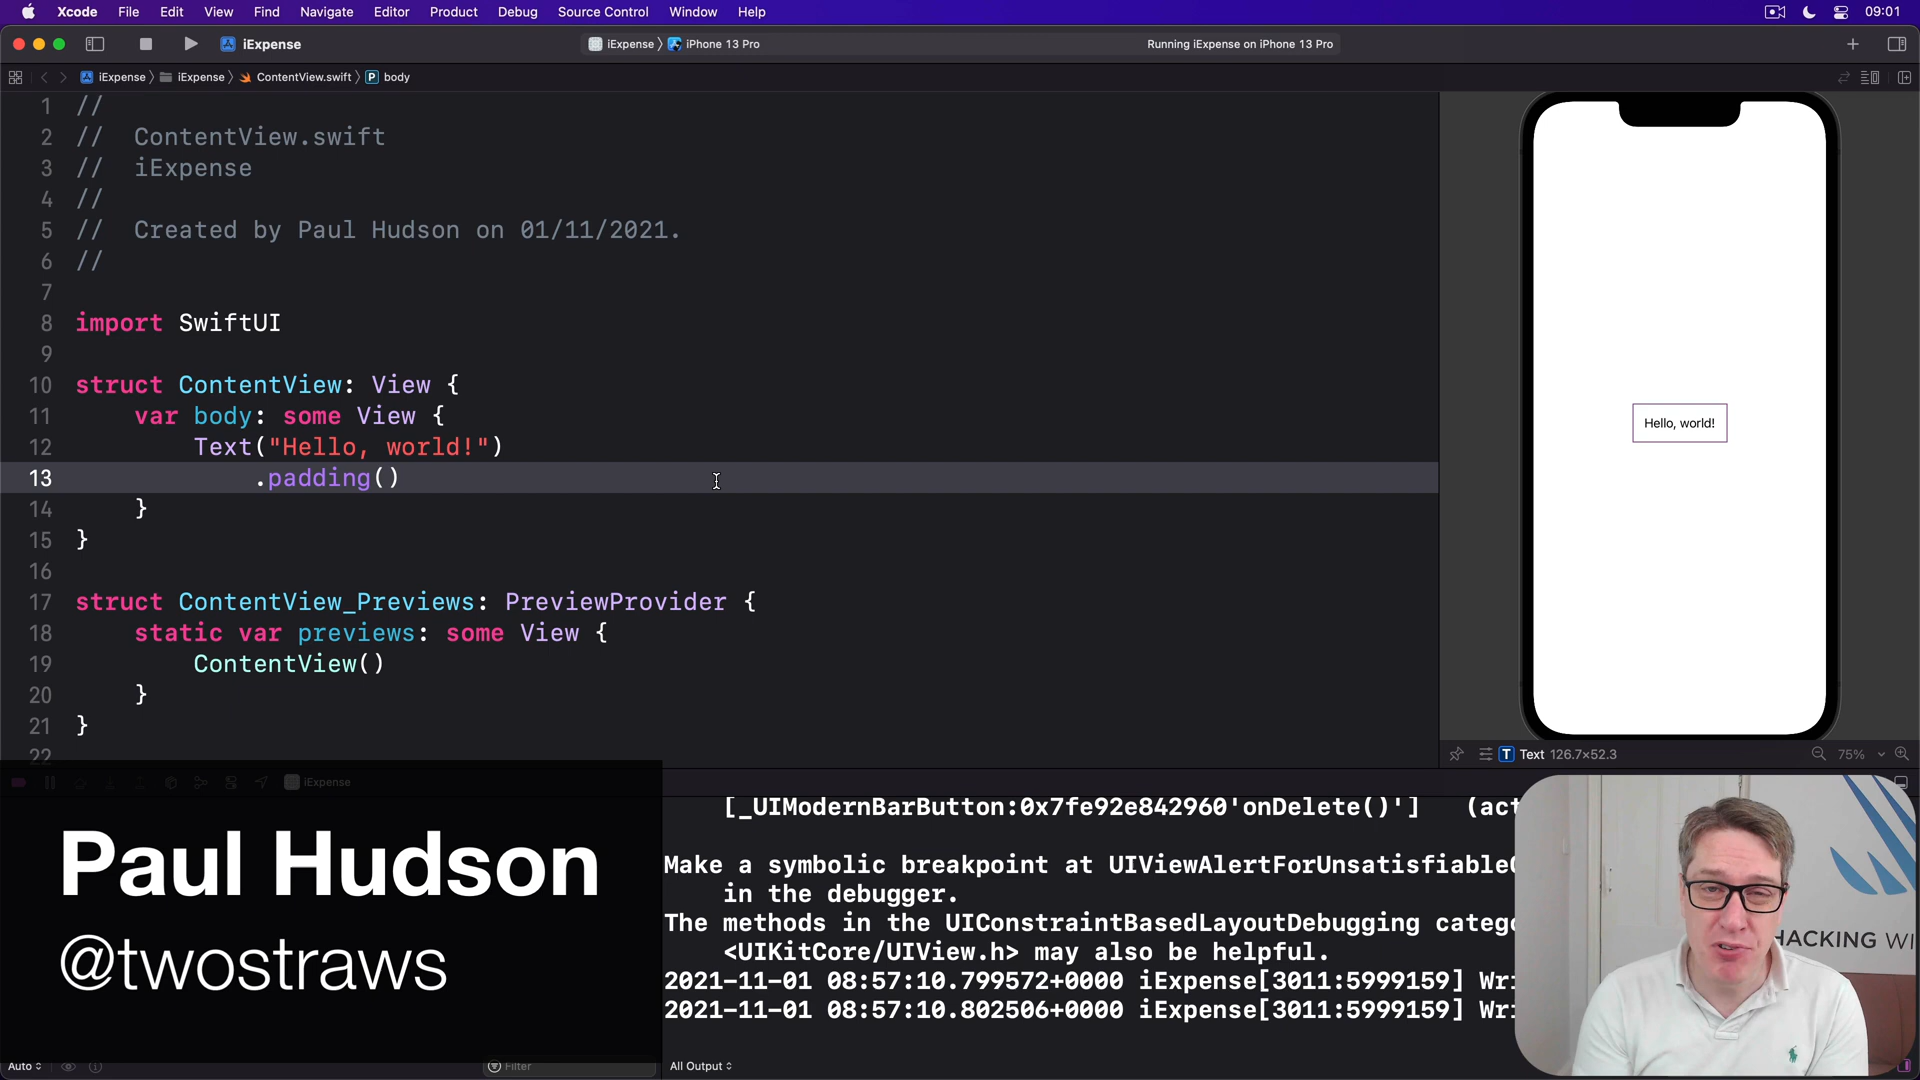 Xcode File Edit View Find Navigate Editor Product Debug Source Control Window Help 09:01
iExpense iExpense iPhone 13 Pro Running iExpense on iPhone 13 Pro
iExpense iExpense ContentView.swift P body
1 //
2 //  ContentView.swift
3 //  iExpense
4 //
5 //  Created by Paul Hudson on 01/11/2021.
6 //
7
8 import SwiftUI
9
10 struct ContentView: View {
11     var body: some View {
12         Text("Hello, world!")
13             .padding()
14     }
15 }
16
17 struct ContentView_Previews: PreviewProvider {
18     static var previews: some View {
19         ContentView()
20     }
21 }
22
Hello, world!
T Text 126.7×52.3 75%
iExpense
[_UIModernBarButton:0x7fe92e842960'onDelete()'] (act
Make a symbolic breakpoint at UIViewAlertForUnsatisfiable
in the debugger.
The methods in the UIConstraintBasedLayoutDebugging catego
<UIKitCore/UIView.h> may also be helpful.
2021-11-01 08:57:10.799572+0000 iExpense[3011:5999159] Wri
2021-11-01 08:57:10.802506+0000 iExpense[3011:5999159] Wri
Paul Hudson
@twostraws
HACKING WI
Auto Filter All Output